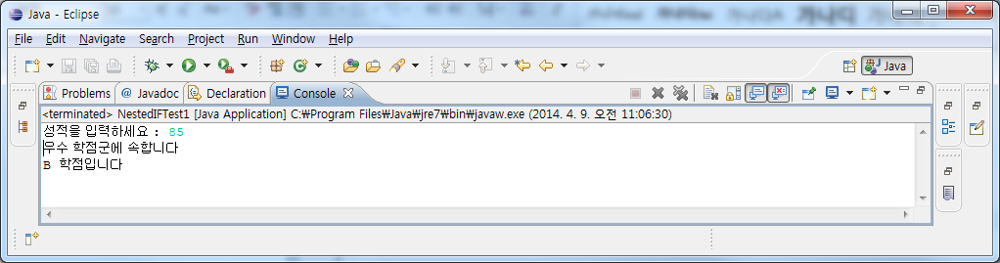 Java - Eclipse
File Edit Navigate Search Project Run Window Help
Java
Problems @ Javadoc Declaration Console
<terminated> NestedIFTest1 [Java Application] C:₩Program Files₩Java₩jre7₩bin₩javaw.exe (2014. 4. 9. 오전 11:06:30)
성적을 입력하세요 : 85
우수 학점군에 속합니다
B 학점입니다